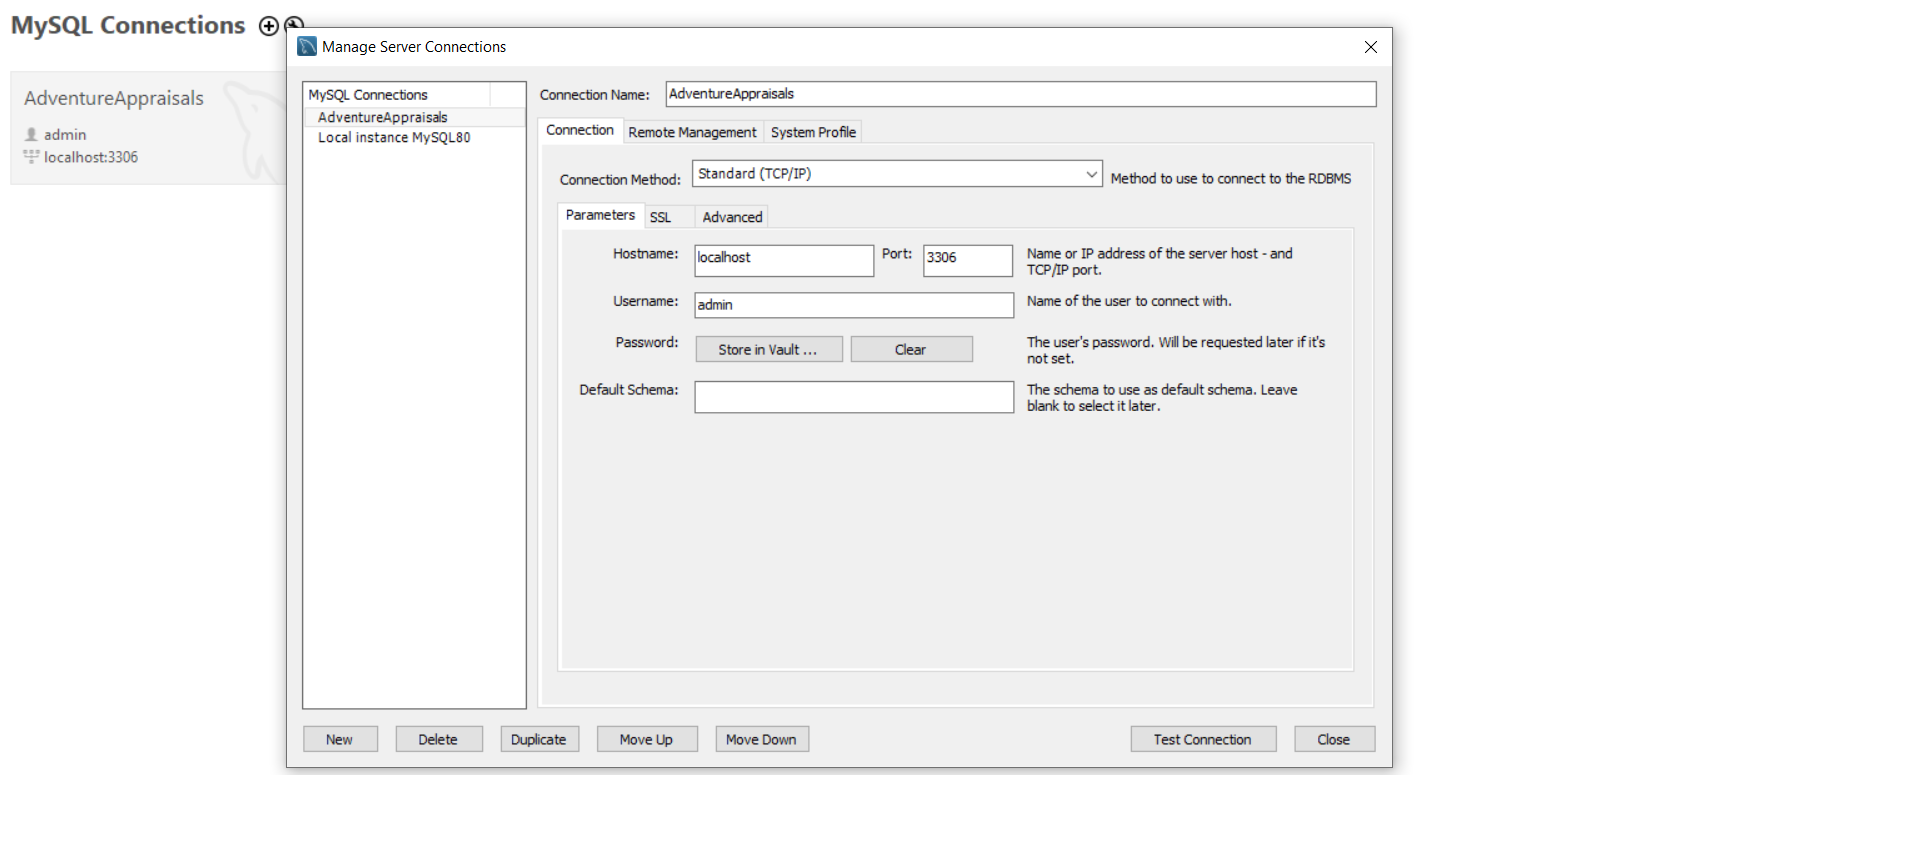 MySQL Connections
AdventureAppraisals
admin
localhost:3306
Manage Server Connections
MySQL Connections
AdventureAppraisals
Local instance MySQL80
Connection Name: AdventureAppraisals
Connection Remote Management System Profile
Connection Method: Standard (TCP/IP) Method to use to connect to the RDBMS
Parameters SSL Advanced
Hostname: localhost Port: 3306 Name or IP address of the server host - and
TCP/IP port.
Username: admin Name of the user to connect with.
Password: Store in Vault ... Clear The user's password. Will be requested later if it's
not set.
Default Schema: The schema to use as default schema. Leave
blank to select it later.
New Delete Duplicate Move Up Move Down Test Connection Close